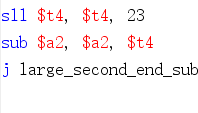 sll $t4, $t4, 23
sub $a2, $a2, $t4
j large_second_end_sub